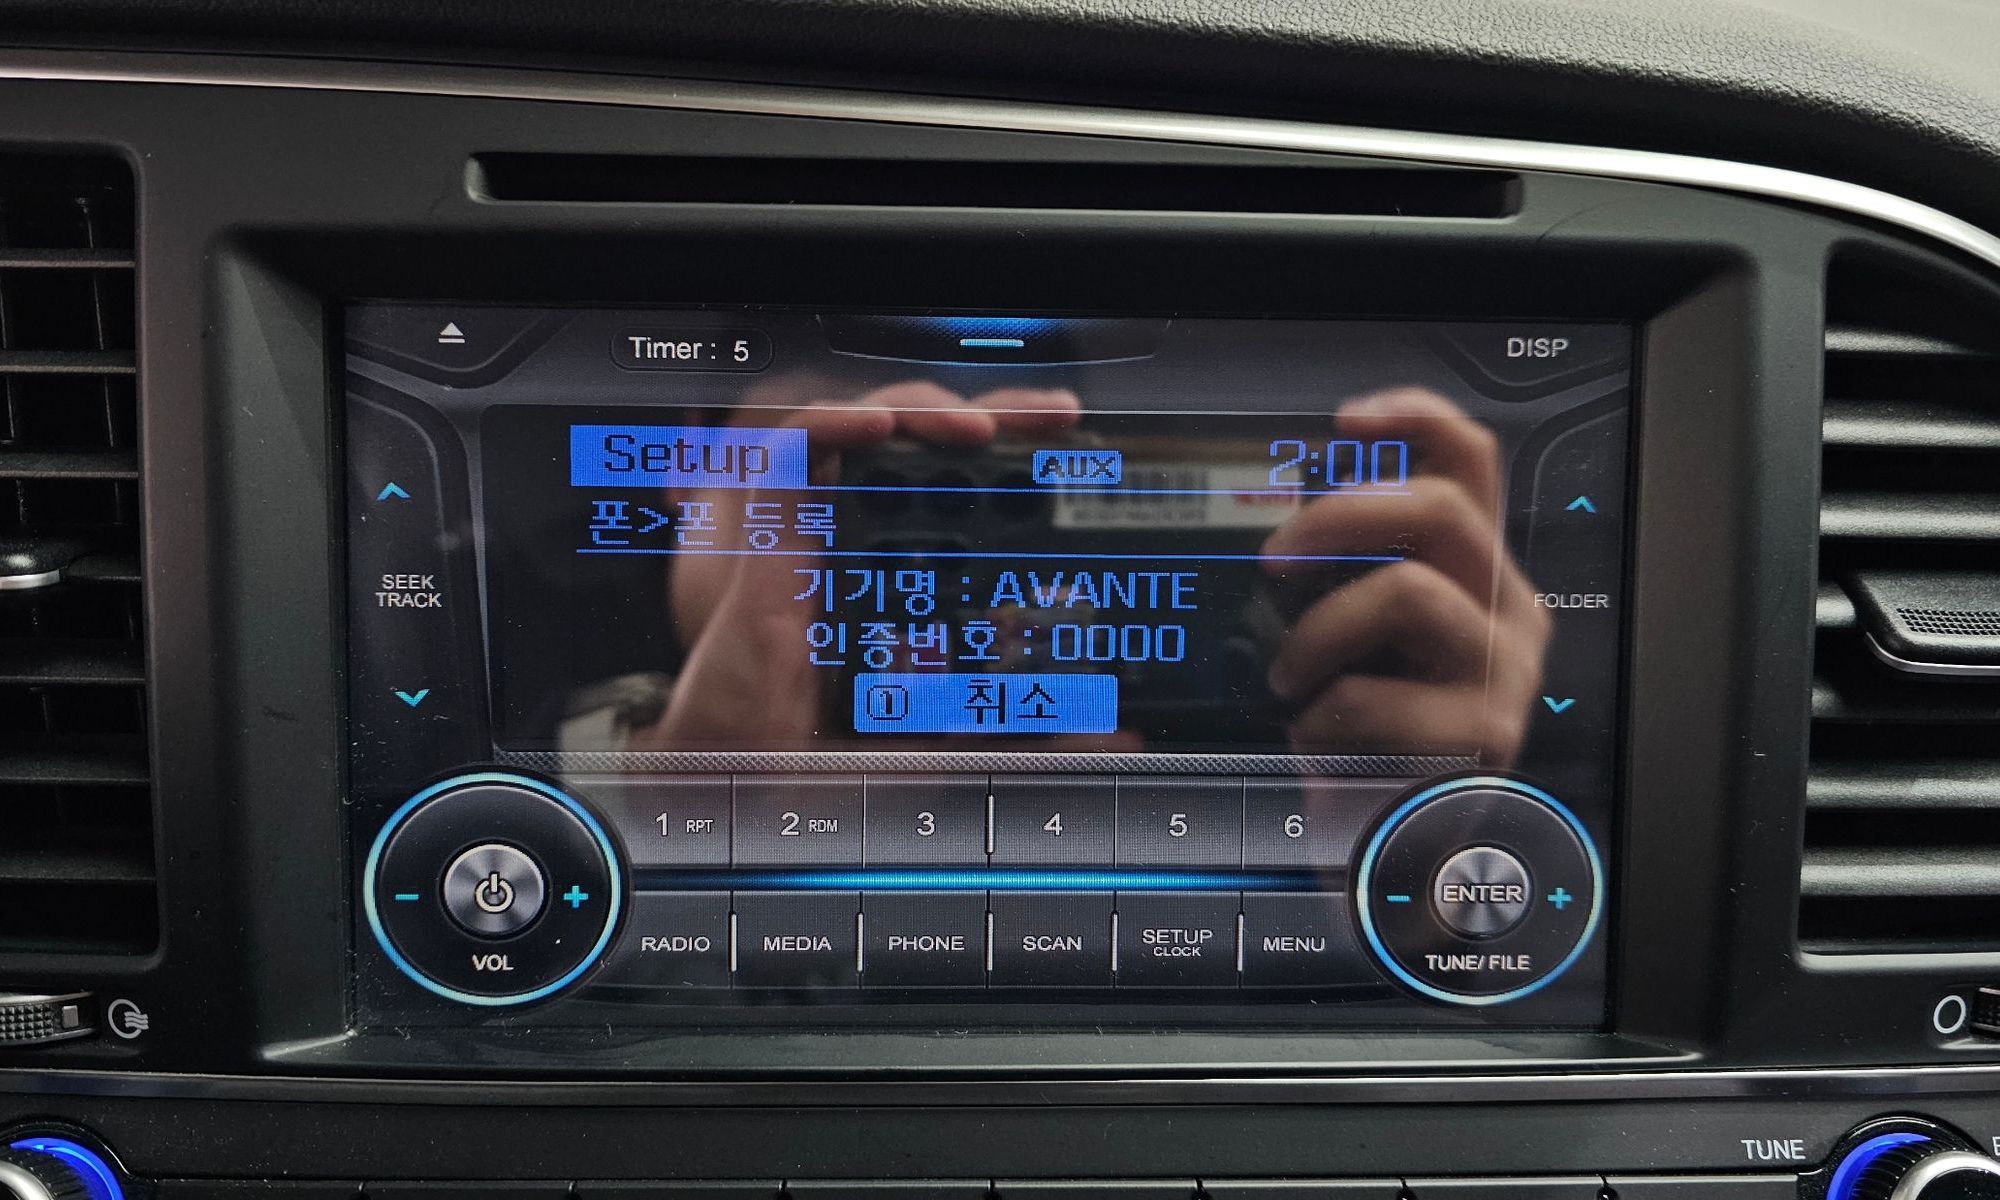 Timer : 5
DISP
Setup AUX 2:00
폰>폰 등록
기기명 : AVANTE
인증번호 : 0000
① 취소
SEEK
TRACK
FOLDER
1 RPT 2 RDM 3 4 5 6
VOL
RADIO MEDIA PHONE SCAN SETUP CLOCK MENU
ENTER
TUNE/ FILE
TUNE